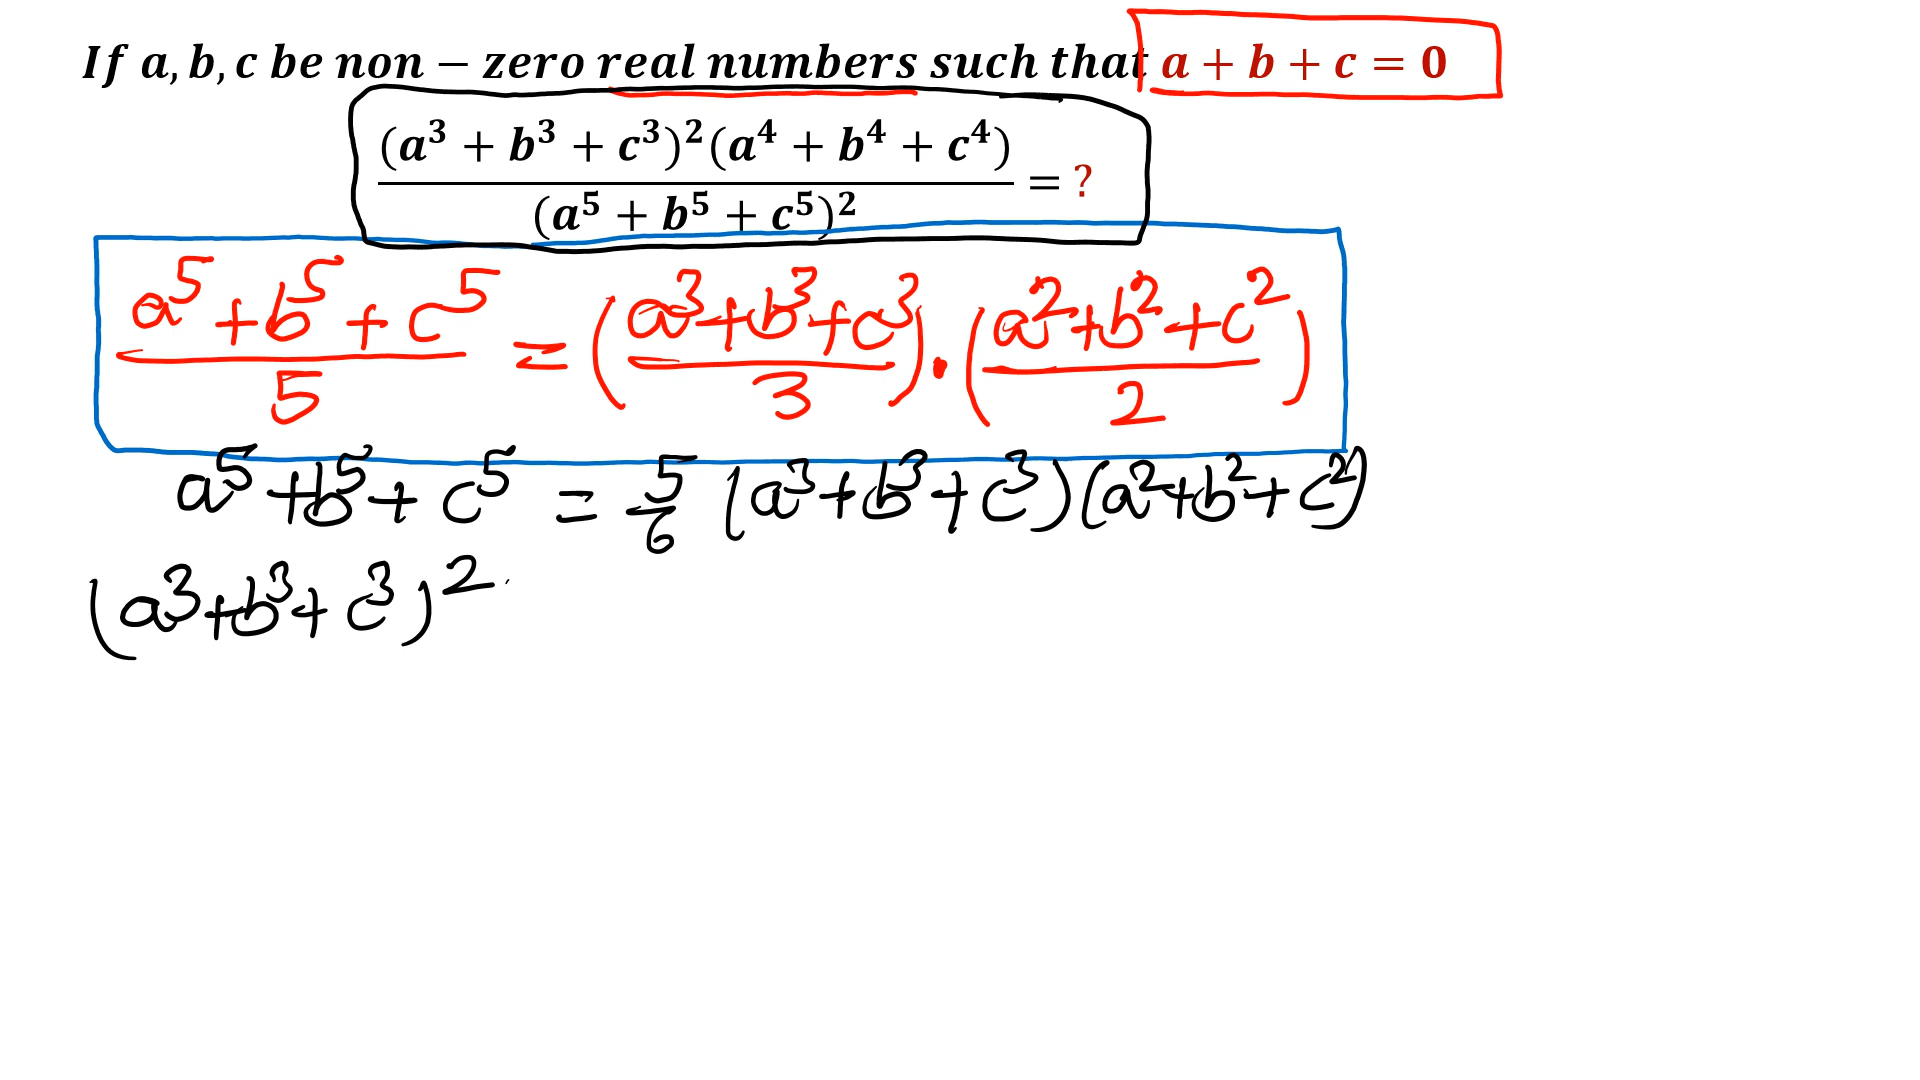 If a, b, c be non − zero real numbers such that a + b + c = 0
(a³ + b³ + c³)²(a⁴ + b⁴ + c⁴)
= ?
(a⁵ + b⁵ + c⁵)²
a⁵+b⁵+c⁵ = (a³+b³+c³) · (a²+b²+c²)
5 3 2
a⁵+b⁵+c⁵ = 5/6 (a³+b³+c³)(a²+b²+c²)
(a³+b³+c³)²